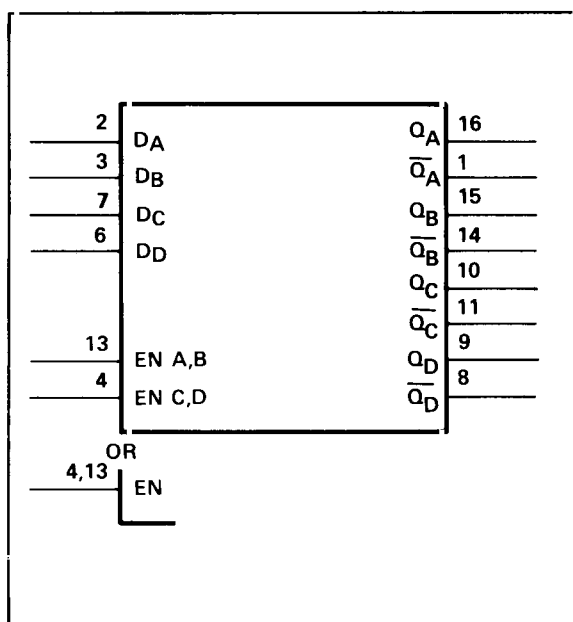 2 DA QA 16
3 DB Q̅A 1
7 DC QB 15
6 DD Q̅B 14
QC 10
Q̅C 11
13 EN A,B QD 9
4 EN C,D Q̅D 8
OR
4,13 EN